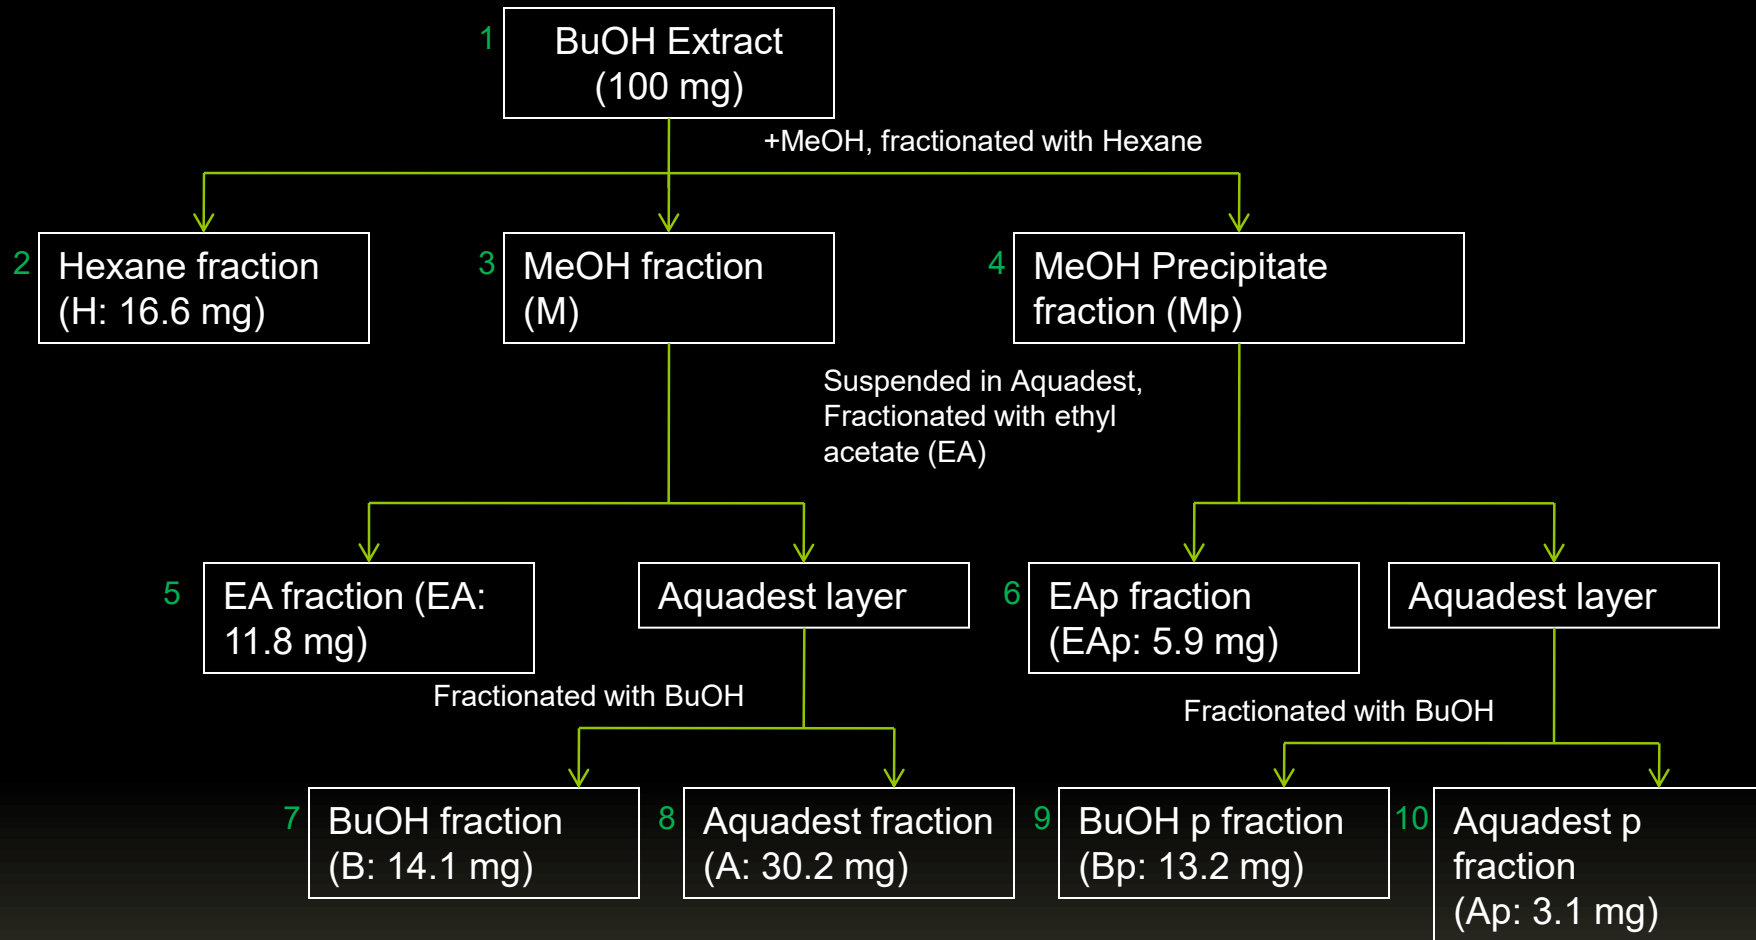 1
BuOH Extract
(100 mg)
+MeOH, fractionated with Hexane
2
Hexane fraction
(H: 16.6 mg)
3
MeOH fraction
(M)
4
MeOH Precipitate
fraction (Mp)
Suspended in Aquadest,
Fractionated with ethyl
acetate (EA)
5
EA fraction (EA:
11.8 mg)
Aquadest layer
6
EAp fraction
(EAp: 5.9 mg)
Aquadest layer
Fractionated with BuOH
Fractionated with BuOH
7
BuOH fraction
(B: 14.1 mg)
8
Aquadest fraction
(A: 30.2 mg)
9
BuOH p fraction
(Bp: 13.2 mg)
10
Aquadest p
fraction
(Ap: 3.1 mg)